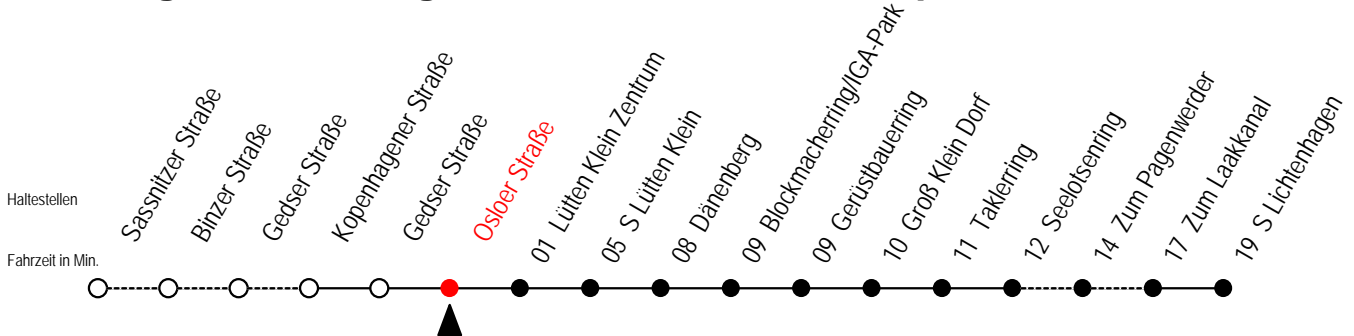 Haltestellen
Fahrzeit in Min.
Sassnitzer Straße
Binzer Straße
Gedser Straße
Kopenhagener Straße
Gedser Straße
Osloer Straße
01 Lütten Klein Zentrum
05 S Lütten Klein
08 Dänenberg
09 Blockmacherring/IGA-Park
09 Gerüstbauerring
10 Groß Klein Dorf
11 Taklerring
12 Seelotsenring
14 Zum Pagenwerder
17 Zum Laakkanal
19 S Lichtenhagen